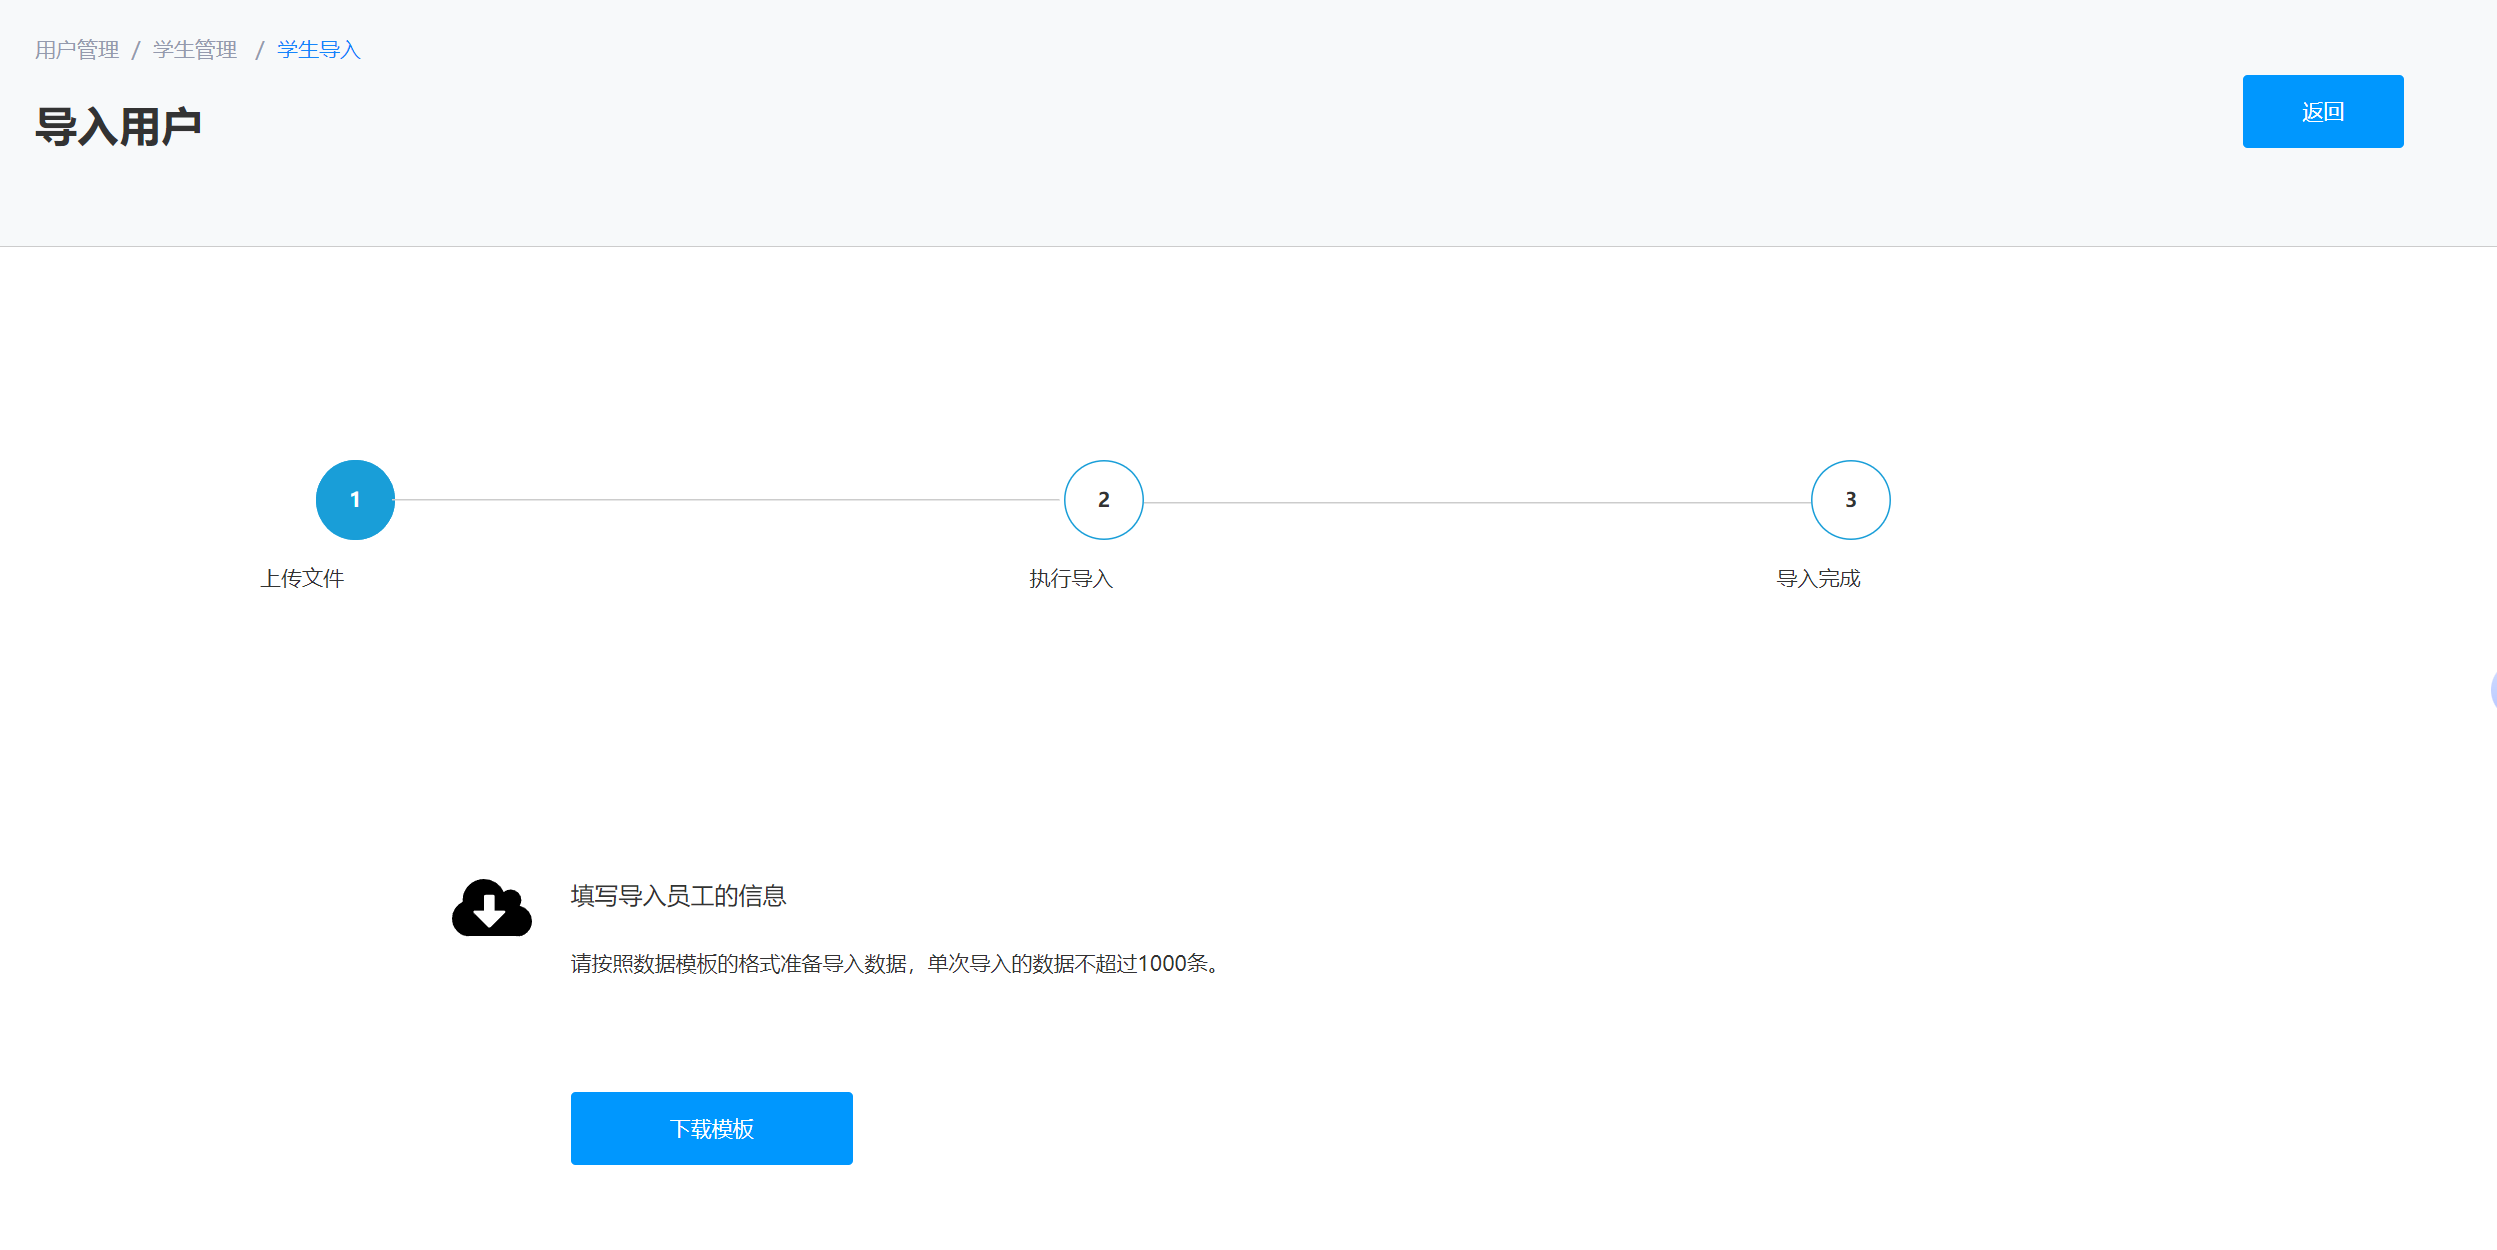 用户管理 / 学生管理 / 学生导入
导入用户
返回
1
2
3
上传文件
执行导入
导入完成
填写导入员工的信息
请按照数据模板的格式准备导入数据，单次导入的数据不超过1000条。
下载模板